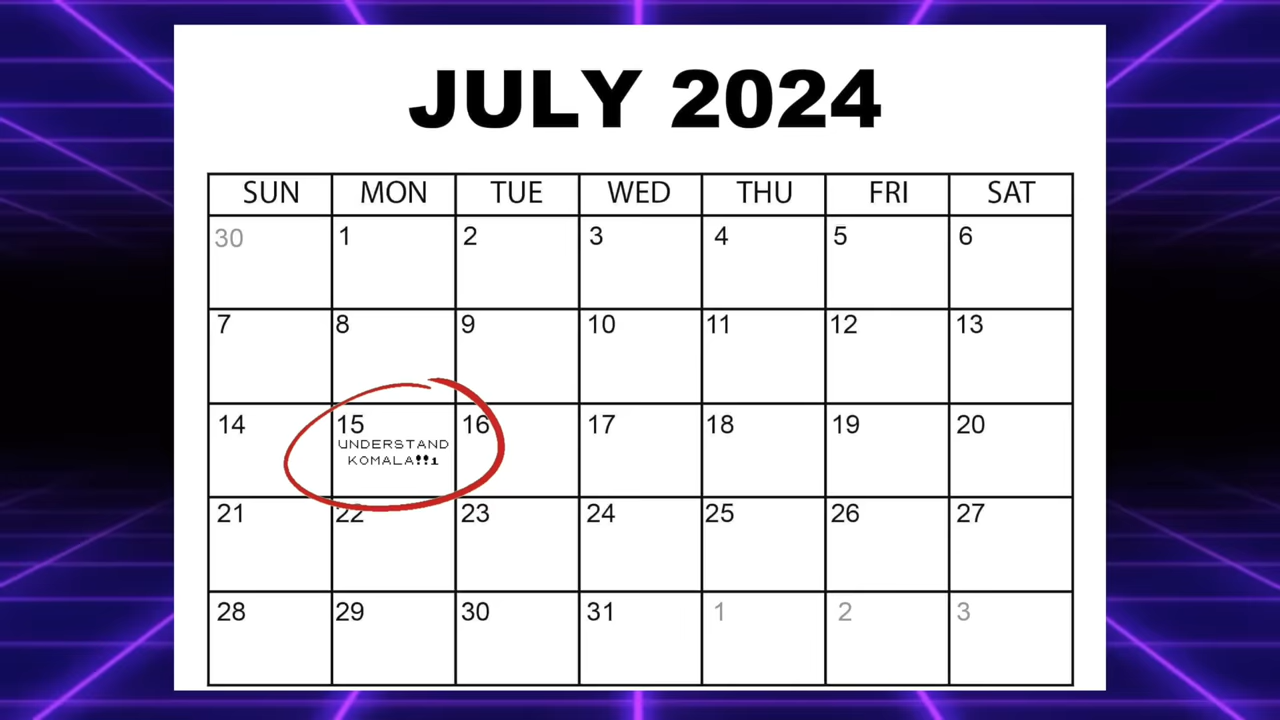 JULY 2024
SUN MON TUE WED THU FRI SAT
30 1 2 3 4 5 6
7 8 9 10 11 12 13
14 15 16 17 18 19 20
UNDERSTAND
KOMALA!!1
21 22 23 24 25 26 27
28 29 30 31 1 2 3